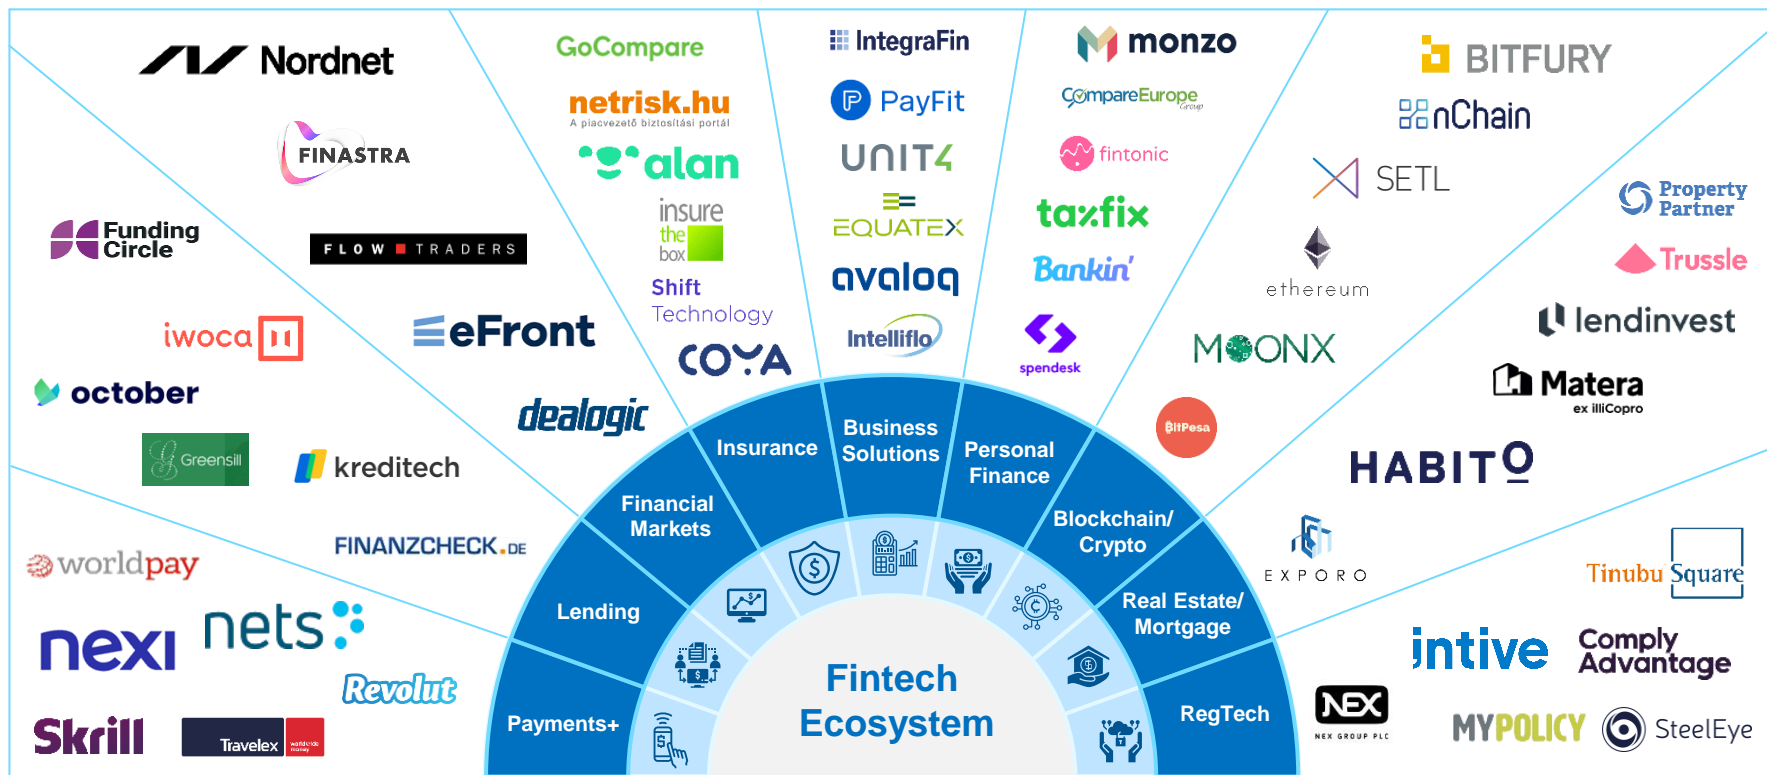 Nordnet
FINASTRA
FLOW TRADERS
eFront
dealogic
Funding
Circle
iwoca
october
Greensill
kreditech
FINANZCHECK.DE
worldpay
nexi
nets
Revolut
Skrill
Travelex
worldwide
money
GoCompare
netrisk.hu
A piacvezető biztosítási portál
alan
insure
the
box
Shift
Technology
COYA
IntegraFin
PayFit
UNIT4
EQUATEX
avaloq
Intelliflo
monzo
CompareEurope
Group
fintonic
taxfix
Bankin'
spendesk
BITFURY
nChain
SETL
ethereum
MOONX
BitPesa
Property
Partner
Trussle
lendinvest
Matera
ex illiCopro
HABITO
EXPORO
Tinubu Square
intive
Comply
Advantage
NEX
NEX GROUP PLC
MYPOLICY
SteelEye
Payments+
Lending
Financial
Markets
Insurance
Business
Solutions
Personal
Finance
Blockchain/
Crypto
Real Estate/
Mortgage
RegTech
Fintech
Ecosystem